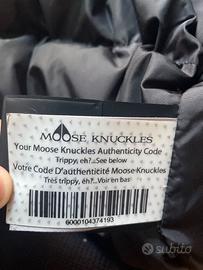 MOOSE KNUCKLES
Your Moose Knuckles Authenticity Code
Trippy, eh?...See below
Votre Code D'authenticité Moose Knuckles
Très trippy, eh?...Voir en bas
6000104374193
subito